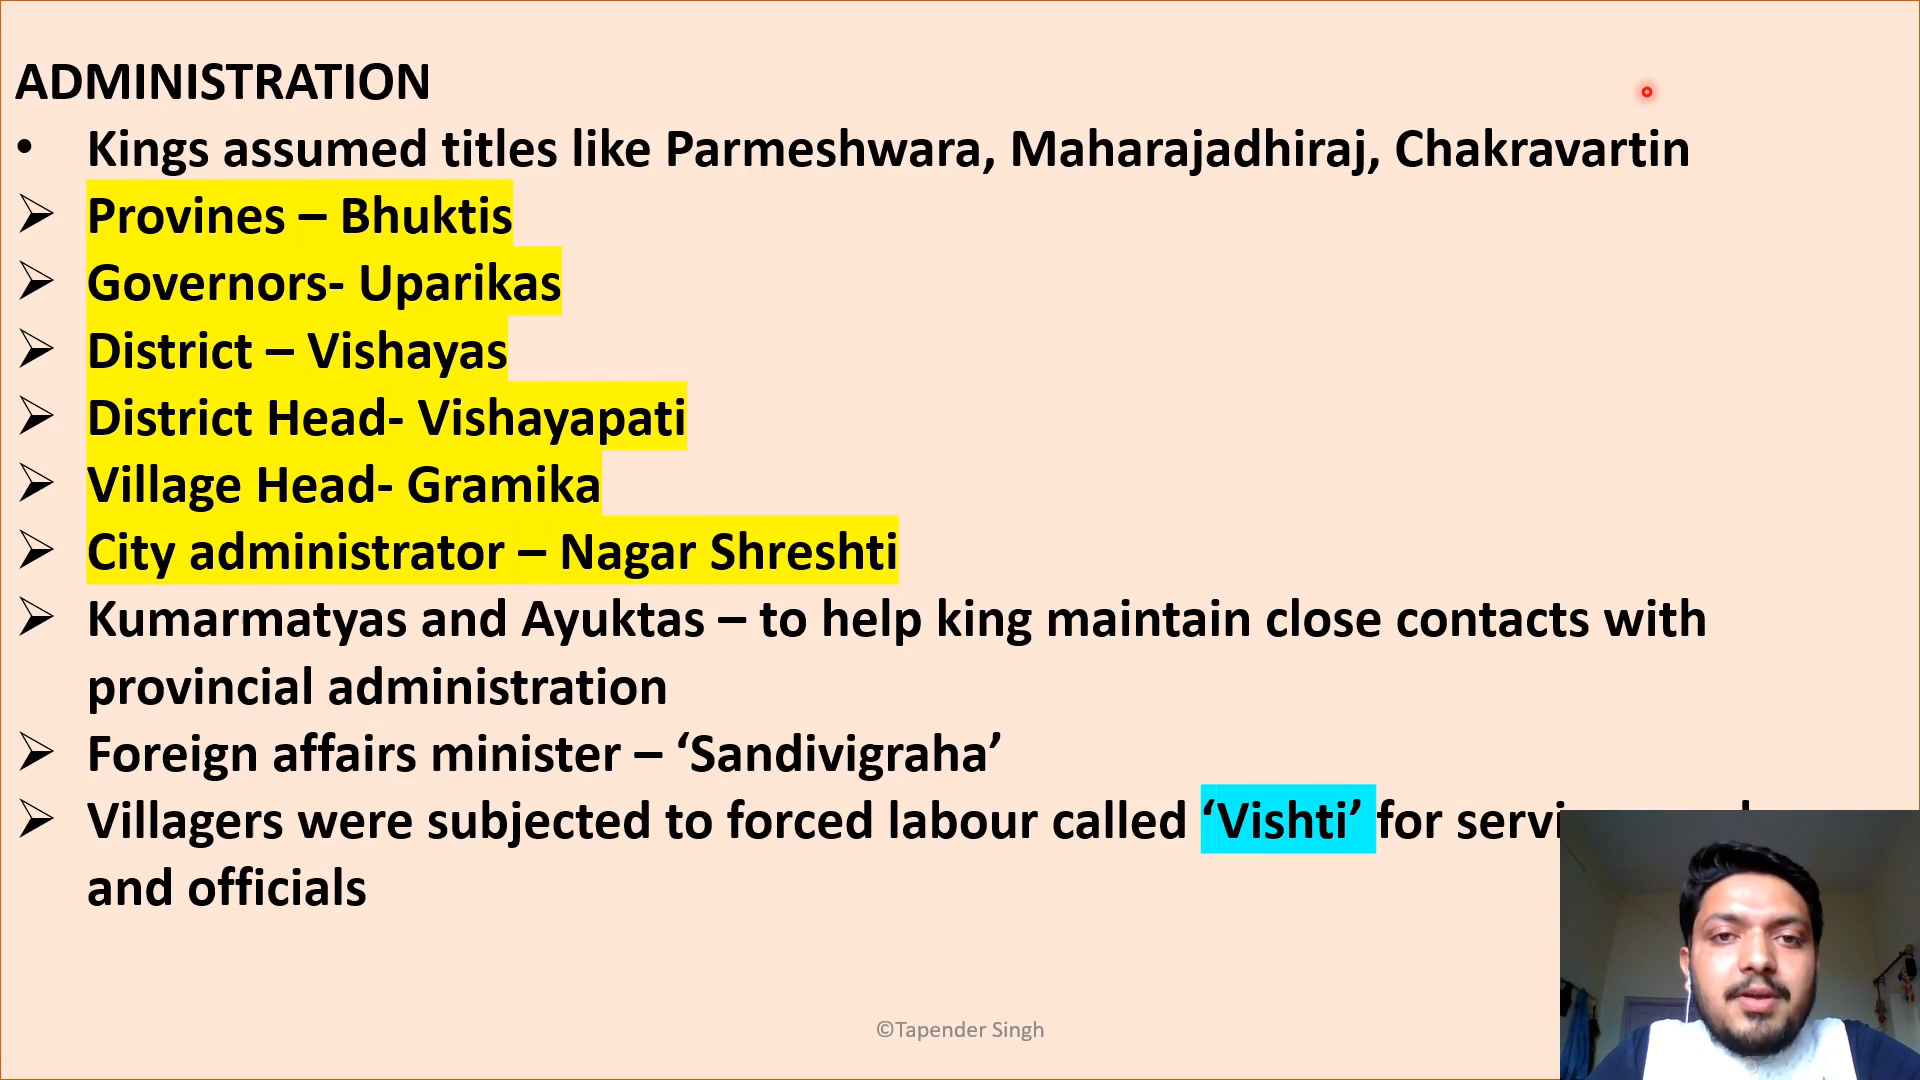 ADMINISTRATION
• Kings assumed titles like Parmeshwara, Maharajadhiraj, Chakravartin
➢ Provines – Bhuktis
➢ Governors- Uparikas
➢ District – Vishayas
➢ District Head- Vishayapati
➢ Village Head- Gramika
➢ City administrator – Nagar Shreshti
➢ Kumarmatyas and Ayuktas – to help king maintain close contacts with
provincial administration
➢ Foreign affairs minister – ‘Sandivigraha’
➢ Villagers were subjected to forced labour called ‘Vishti’ for
and officials
©Tapender Singh